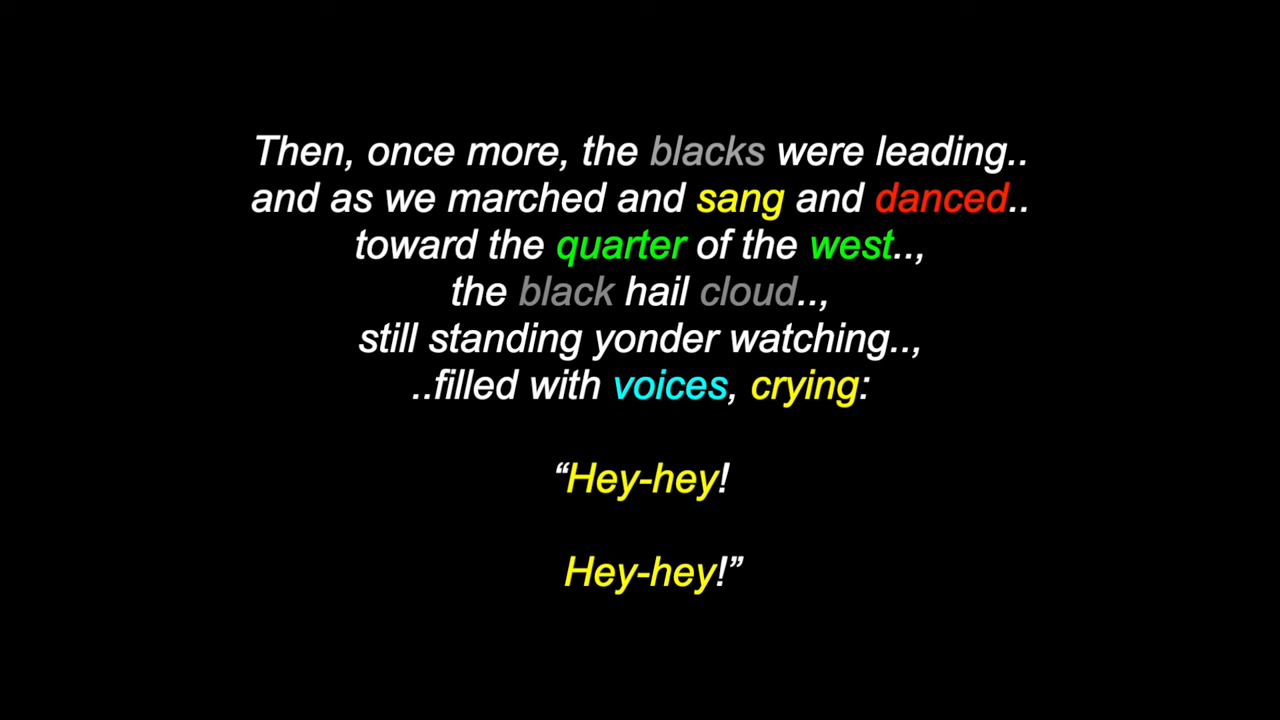 Then, once more, the blacks were leading..
and as we marched and sang and danced..
toward the quarter of the west..,
the black hail cloud..,
still standing yonder watching..,
..filled with voices, crying:
“Hey-hey!
Hey-hey!”